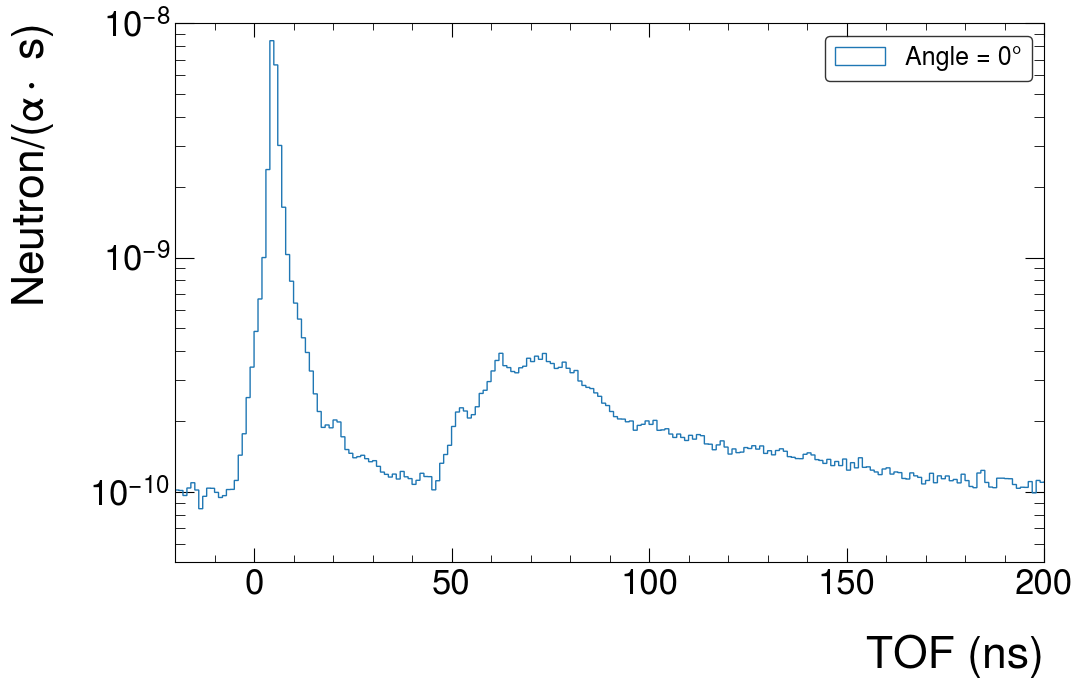 Neutron/(α· s)
10⁻⁸
10⁻⁹
10⁻¹⁰
Angle = 0°
0 50 100 150 200
TOF (ns)